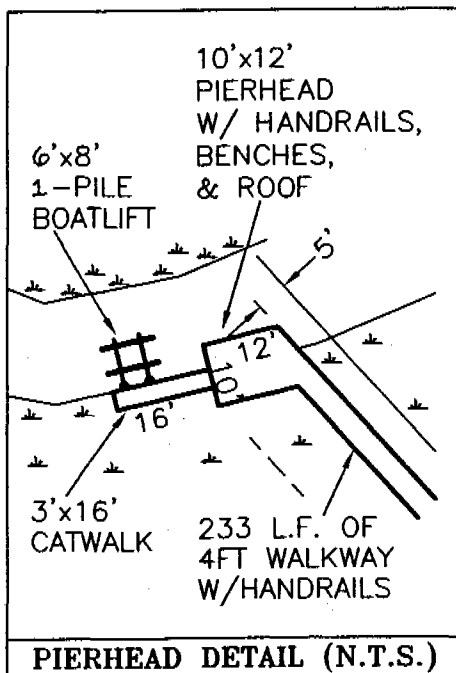 10'x12'
PIERHEAD
W/ HANDRAILS,
BENCHES,
& ROOF
6'x8'
1-PILE
BOATLIFT
5'
12'
10'
16'
3'x16'
CATWALK
233 L.F. OF
4FT WALKWAY
W/HANDRAILS
PIERHEAD DETAIL (N.T.S.)